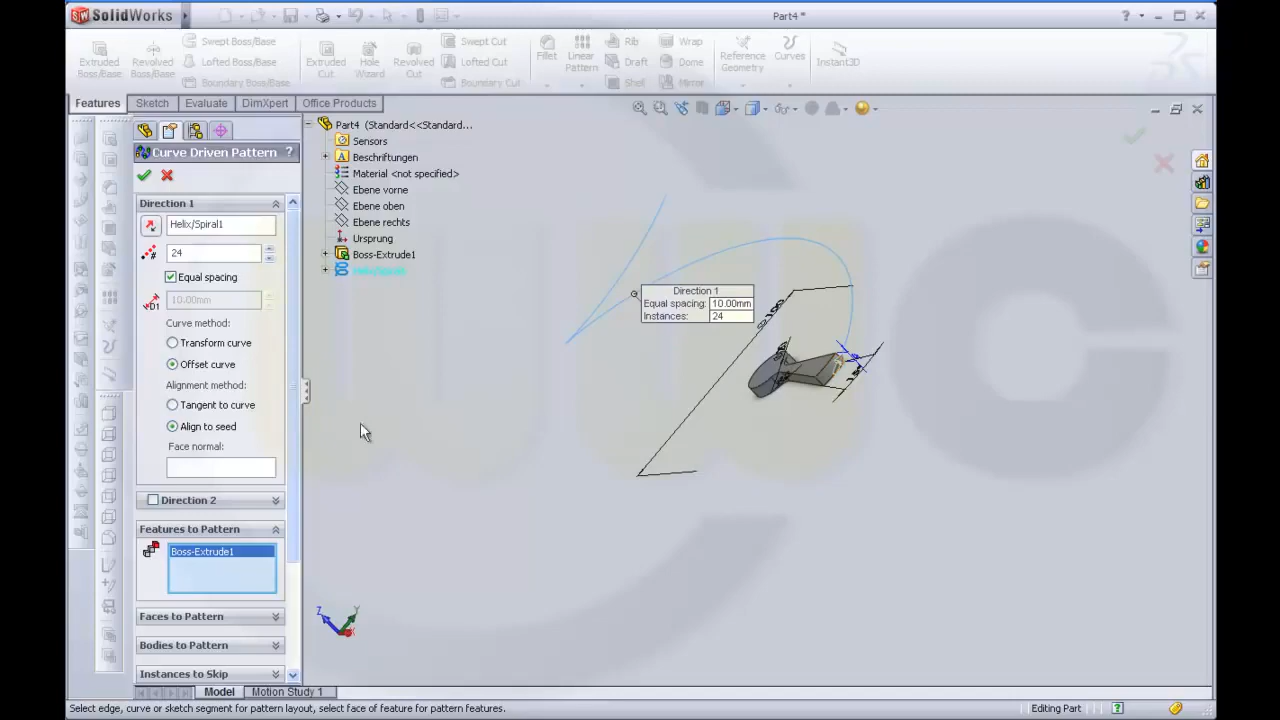 SolidWorks
Part4 *
Extruded Boss/Base
Revolved Boss/Base
Swept Boss/Base
Lofted Boss/Base
Boundary Boss/Base
Extruded Cut
Hole Wizard
Revolved Cut
Swept Cut
Lofted Cut
Boundary Cut
Fillet
Linear Pattern
Rib
Draft
Shell
Wrap
Dome
Mirror
Reference Geometry
Curves
Instant3D
Features
Sketch
Evaluate
DimXpert
Office Products
Curve Driven Pattern ?
Direction 1
Helix/Spiral1
24
Equal spacing
10.00mm
Curve method:
Transform curve
Offset curve
Alignment method:
Tangent to curve
Align to seed
Face normal:
Direction 2
Features to Pattern
Boss-Extrude1
Faces to Pattern
Bodies to Pattern
Instances to Skip
Part4 (Standard<<Standard...
Sensors
Beschriftungen
Material <not specified>
Ebene vorne
Ebene oben
Ebene rechts
Ursprung
Boss-Extrude1
Helix/Spiral1
Direction 1
Equal spacing: 10.00mm
Instances: 24
Z
Y
X
Model
Motion Study 1
Select edge, curve or sketch segment for pattern layout, select face of feature for pattern features.
Editing Part